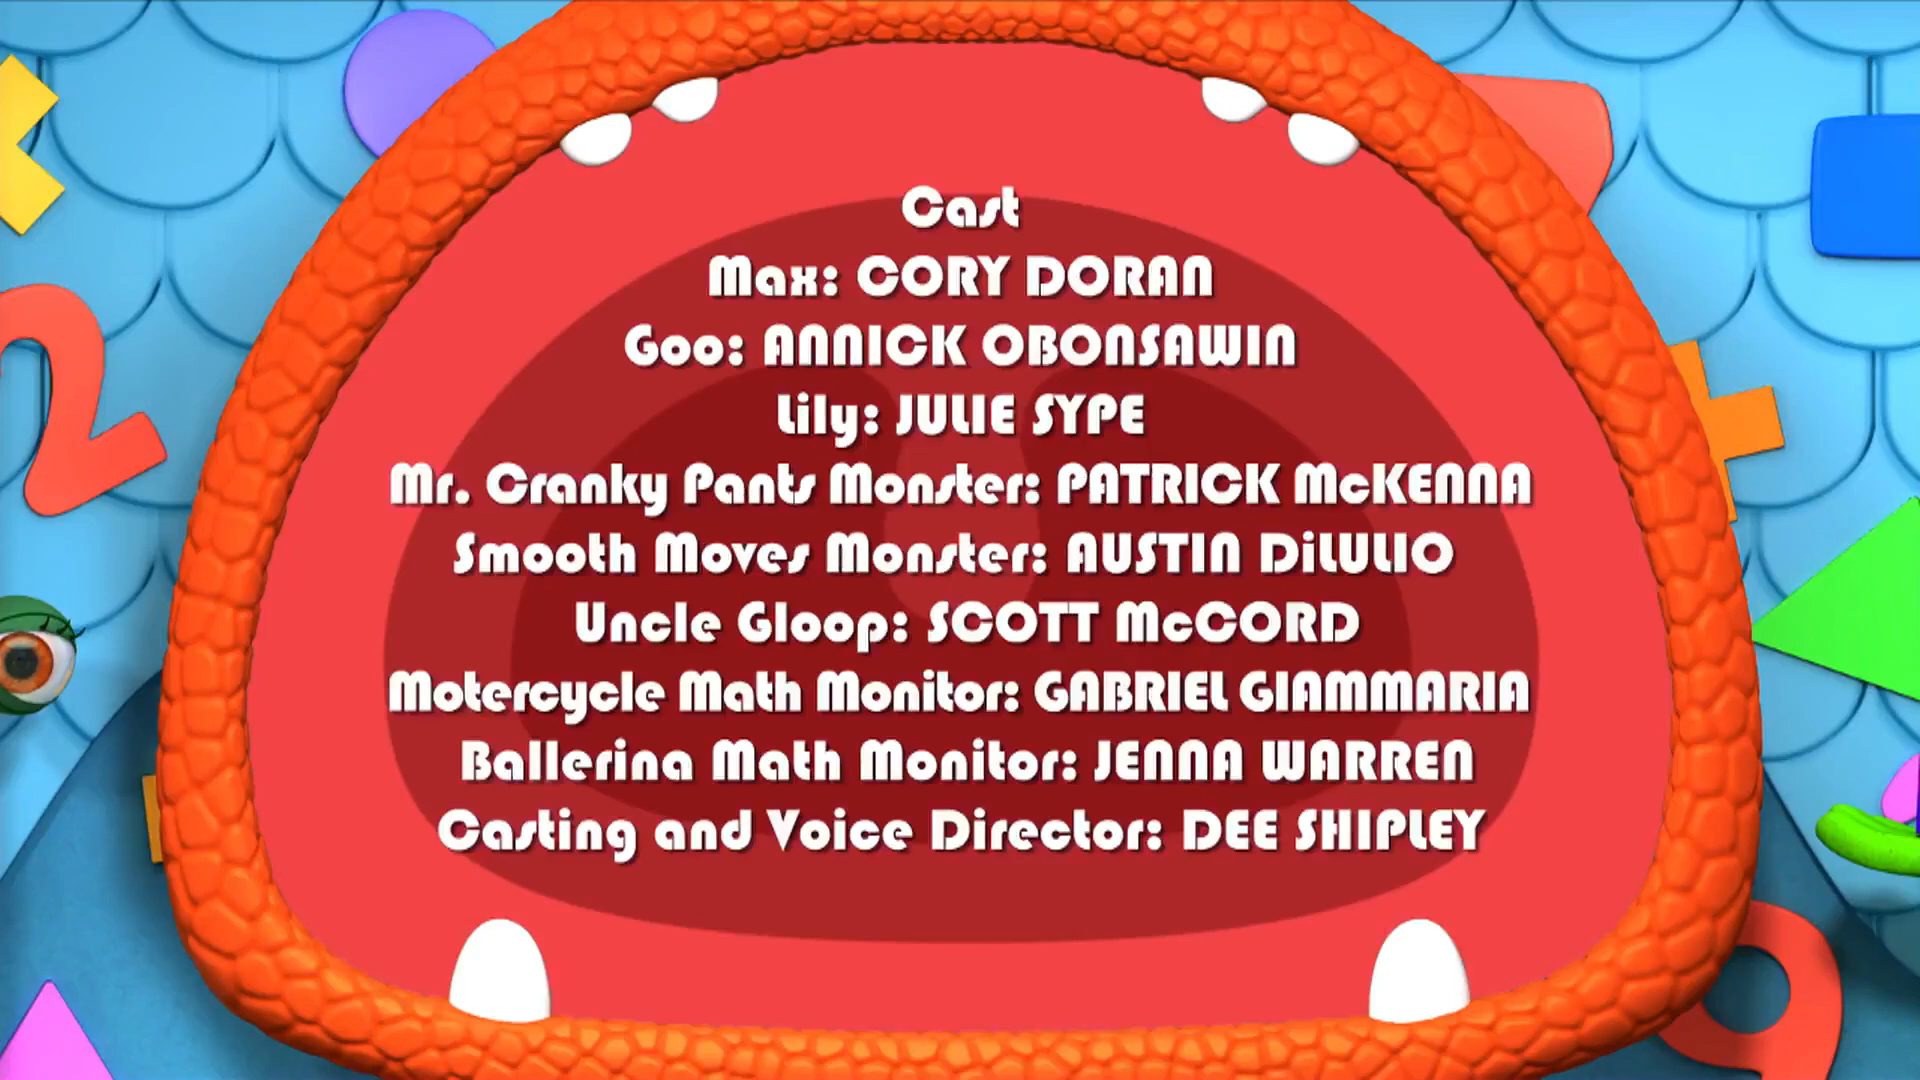 Cast
Max: CORY DORAN
Goo: ANNICK OBONSAWIN
Lily: JULIE SYPE
Mr. Cranky Pants Monster: PATRICK McKENNA
Smooth Moves Monster: AUSTIN DiLULIO
Uncle Gloop: SCOTT McCORD
Motercycle Math Monitor: GABRIEL GIAMMARIA
Ballerina Math Monitor: JENNA WARREN
Casting and Voice Director: DEE SHIPLEY
2
9